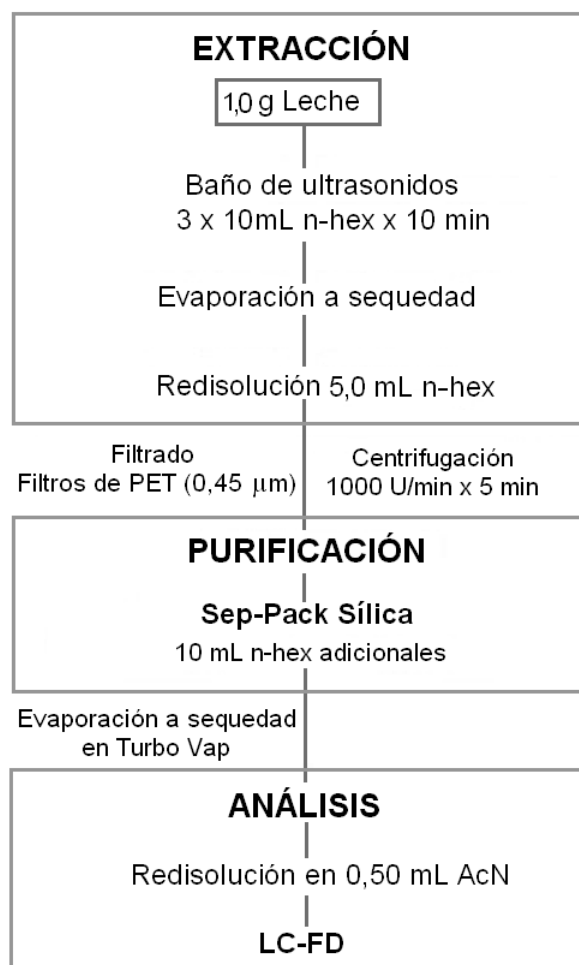 EXTRACCIÓN
1,0 g Leche
Baño de ultrasonidos
3 x 10mL n-hex x 10 min
Evaporación a sequedad
Redisolución 5,0 mL n-hex
Filtrado
Filtros de PET (0,45 μm)
Centrifugación
1000 U/min x 5 min
PURIFICACIÓN
Sep-Pack Sílica
10 mL n-hex adicionales
Evaporación a sequedad
en Turbo Vap
ANÁLISIS
Redisolución en 0,50 mL AcN
LC-FD